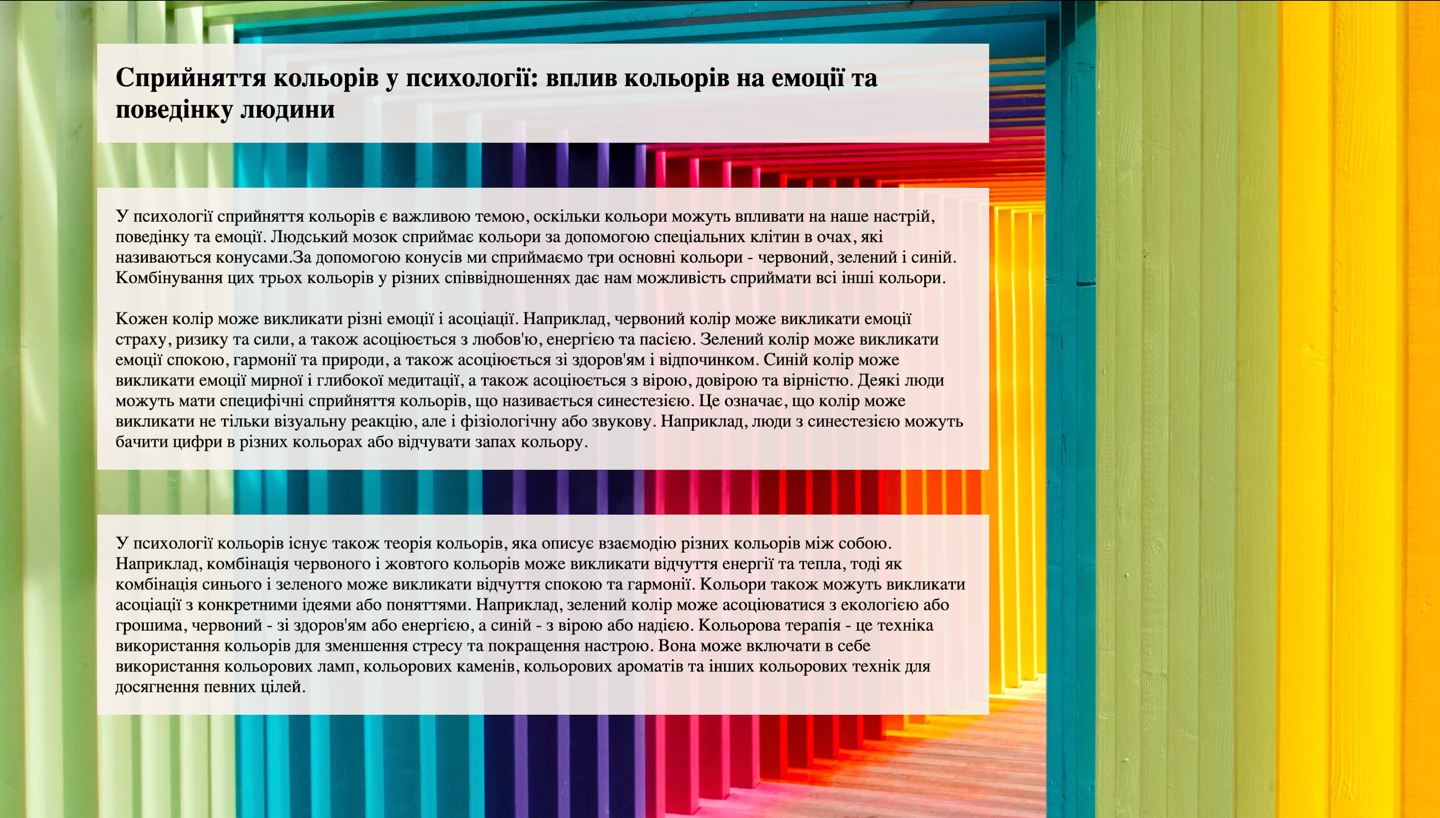 Сприйняття кольорів у психології: вплив кольорів на емоції та
поведінку людини
У психології сприйняття кольорів є важливою темою, оскільки кольори можуть впливати на наше настрій,
поведінку та емоції. Людський мозок сприймає кольори за допомогою спеціальних клітин в очах, які
називаються конусами.За допомогою конусів ми сприймаємо три основні кольори - червоний, зелений і синій.
Комбінування цих трьох кольорів у різних співвідношеннях дає нам можливість сприймати всі інші кольори.
Кожен колір може викликати різні емоції і асоціації. Наприклад, червоний колір може викликати емоції
страху, ризику та сили, а також асоціюється з любов'ю, енергією та пасією. Зелений колір може викликати
емоції спокою, гармонії та природи, а також асоціюється зі здоров'ям і відпочинком. Синій колір може
викликати емоції мирної і глибокої медитації, а також асоціюється з вірою, довірою та вірністю. Деякі люди
можуть мати специфічні сприйняття кольорів, що називається синестезією. Це означає, що колір може
викликати не тільки візуальну реакцію, але і фізіологічну або звукову. Наприклад, люди з синестезією можуть
бачити цифри в різних кольорах або відчувати запах кольору.
У психології кольорів існує також теорія кольорів, яка описує взаємодію різних кольорів між собою.
Наприклад, комбінація червоного і жовтого кольорів може викликати відчуття енергії та тепла, тоді як
комбінація синього і зеленого може викликати відчуття спокою та гармонії. Кольори також можуть викликати
асоціації з конкретними ідеями або поняттями. Наприклад, зелений колір може асоціюватися з екологією або
грошима, червоний - зі здоров'ям або енергією, а синій - з вірою або надією. Кольорова терапія - це техніка
використання кольорів для зменшення стресу та покращення настрою. Вона може включати в себе
використання кольорових ламп, кольорових каменів, кольорових ароматів та інших кольорових технік для
досягнення певних цілей.